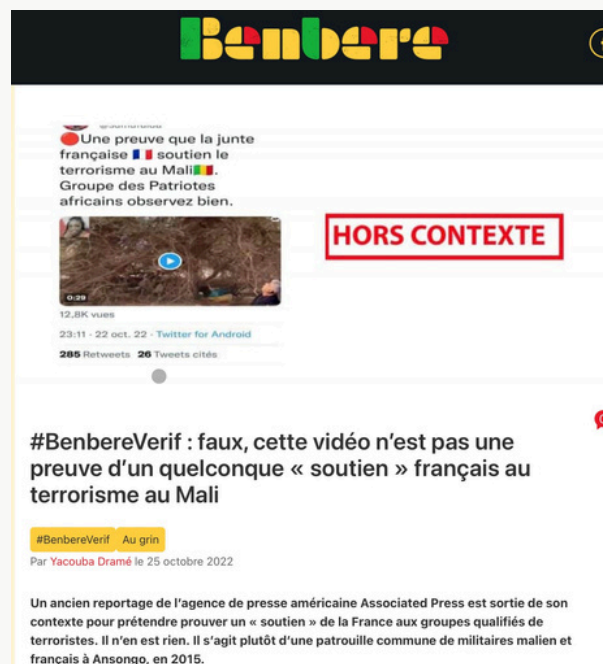 Benbere
🔴Une preuve que la junte
française 🇫🇷 soutien le
terrorisme au Mali🇲🇱.
Groupe des Patriotes
africains observez bien.
0:29
12,8K vues
23:11 · 22 oct. 22 · Twitter for Android
285 Retweets 26 Tweets cités
HORS CONTEXTE
#BenbereVerif : faux, cette vidéo n’est pas une
preuve d’un quelconque « soutien » français au
terrorisme au Mali
#BenbereVerif Au grin
Par Yacouba Dramé le 25 octobre 2022
Un ancien reportage de l’agence de presse américaine Associated Press est sortie de son
contexte pour prétendre prouver un « soutien » de la France aux groupes qualifiés de
terroristes. Il n’en est rien. Il s’agit plutôt d’une patrouille commune de militaires malien et
français à Ansongo, en 2015.